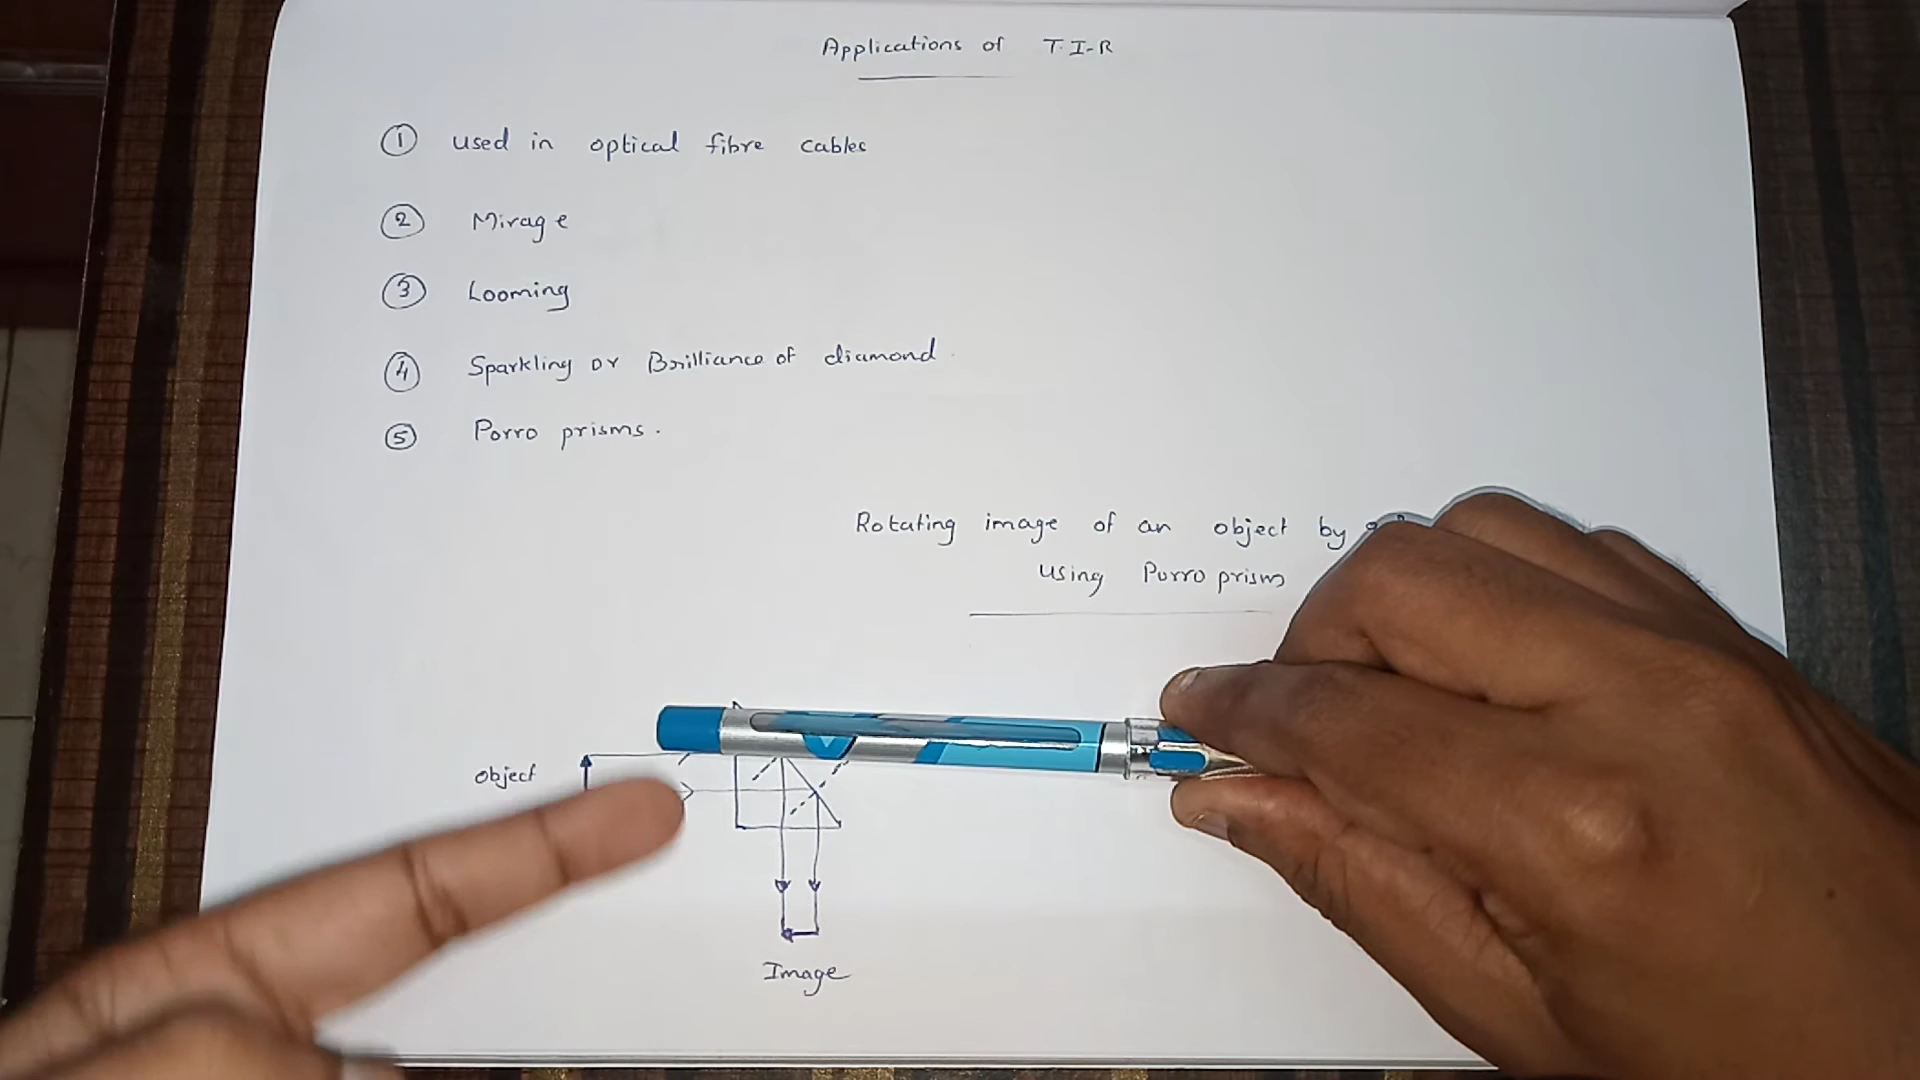 Applications of T.I-R
① used in optical fibre cables
② Mirage
③ Looming
④ Sparkling or Brilliance of diamond
⑤ Porro prisms.
Rotating image of an object by
using Porro prism
object
Image